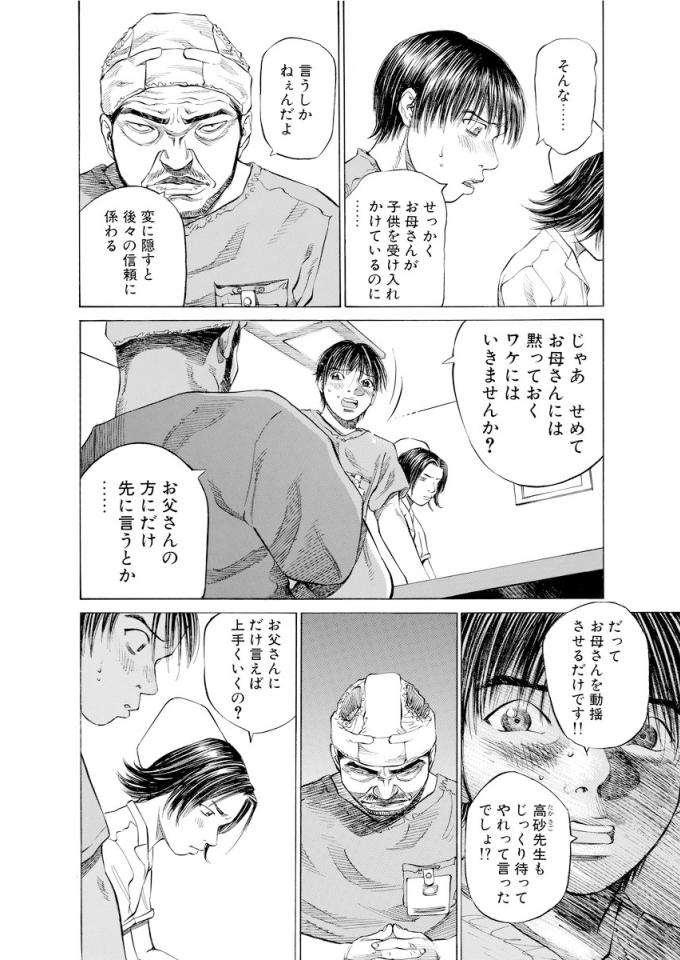 そんな……
せっかく
お母さんが
子供を受け入れ
かけているのに
……
言うしか
ねぇんだよ
変に隠すと
後々の信頼に
係わる
じゃあ せめて
お母さんには
黙っておく
ワケには
いきませんか?
お父さんの
方にだけ
先に言うとか
……
だって
お母さんを動揺
させるだけです!!
高砂先生も
たかさご
じっくり待って
やれって言った
でしょ!?
お父さんに
だけ言えば
上手くいくの?